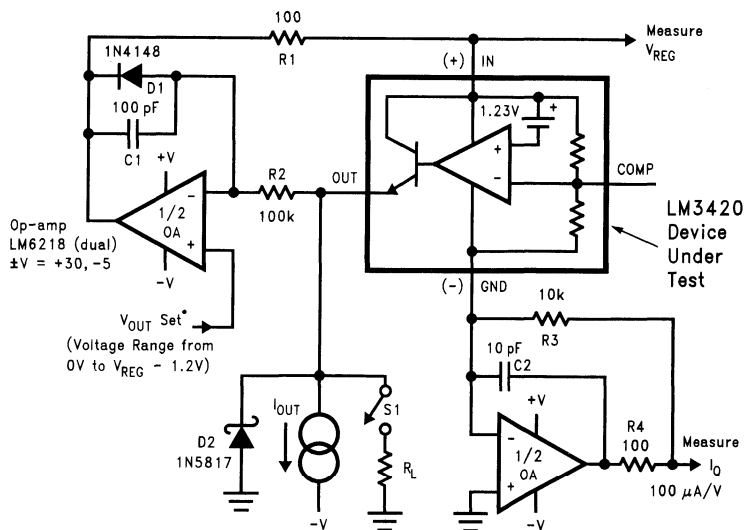 100
R1
Measure
V_REG
1N4148
D1
100 pF
C1
(+) IN
1.23V
+
+
−
OUT
COMP
+V
R2
100k
−
1/2
OA
+
−V
Op-amp
LM6218 (dual)
±V = +30, −5
V_OUT Set*
(Voltage Range from
0V to V_REG − 1.2V)
LM3420
Device
Under
Test
(−) GND
10k
R3
10 pF
C2
+V
−
1/2
OA
+
−V
R4
100
Measure
I_Q
100 µA/V
D2
1N5817
I_OUT
S1
R_L
−V